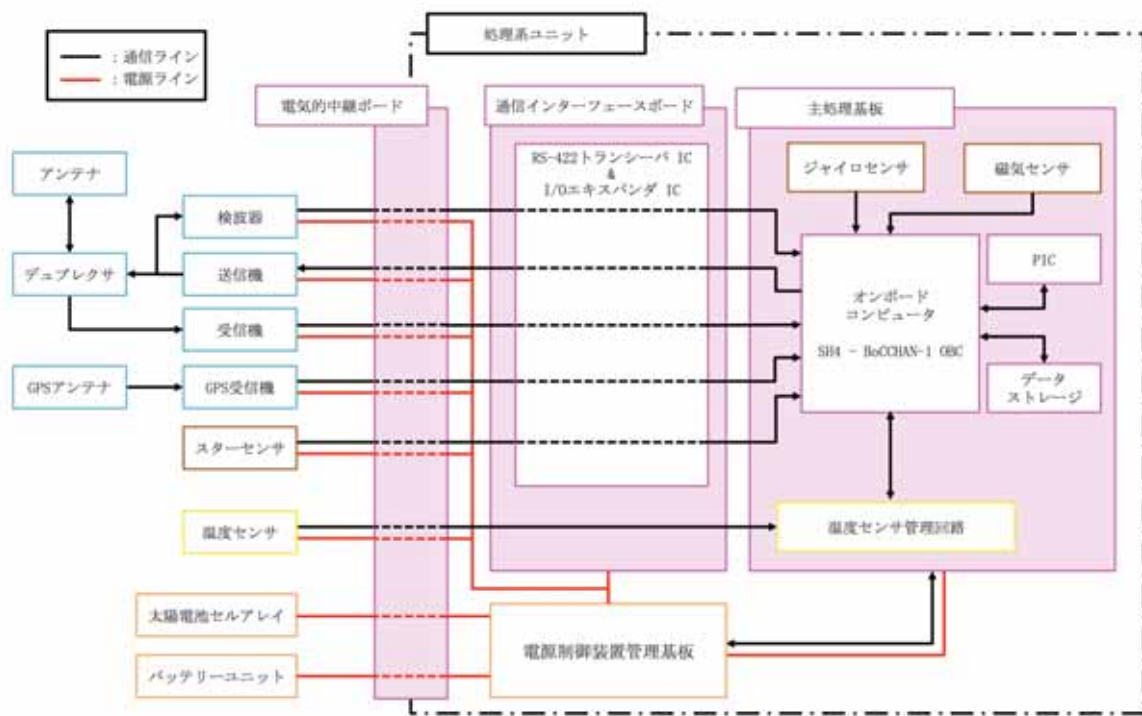 処理系ユニット
：通信ライン
：電源ライン
電気的中継ボード
通信インターフェースボード
主処理基板
RS-422トランシーバ IC
&
I/Oエキスパンダ IC
アンテナ
検波器
デュプレクサ
送信機
受信機
GPSアンテナ
GPS受信機
スターセンサ
温度センサ
太陽電池セルアレイ
バッテリーユニット
ジャイロセンサ
磁気センサ
オンボード
コンピュータ
SH4 - BoCCHAN-1 OBC
PIC
データ
ストレージ
温度センサ管理回路
電源制御装置管理基板